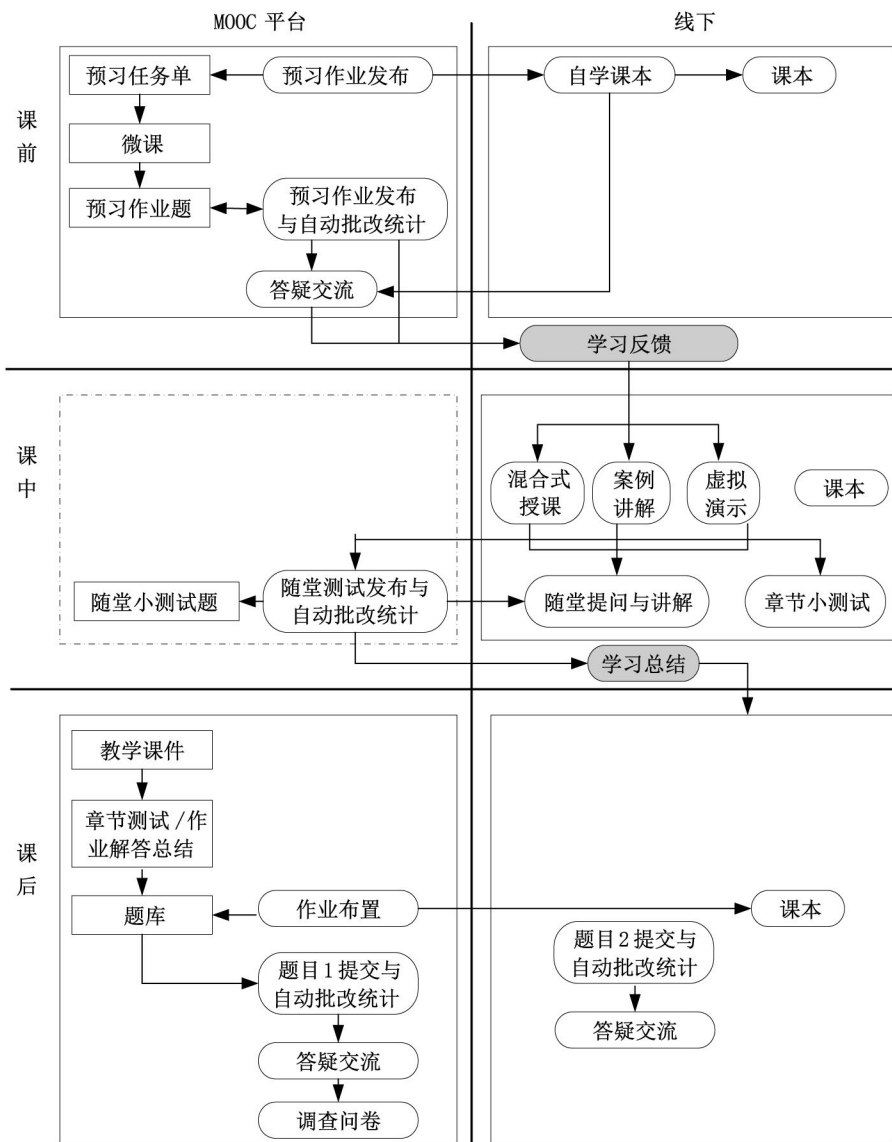 MOOC 平台
线下
课前
预习任务单
预习作业发布
自学课本
课本
微课
预习作业题
预习作业发布
与自动批改统计
答疑交流
学习反馈
课中
混合式
授课
案例
讲解
虚拟
演示
课本
随堂小测试题
随堂测试发布与
自动批改统计
随堂提问与讲解
章节小测试
学习总结
课后
教学课件
章节测试/作
业解答总结
题库
作业布置
课本
题目1提交与
自动批改统计
题目2提交与
自动批改统计
答疑交流
答疑交流
调查问卷